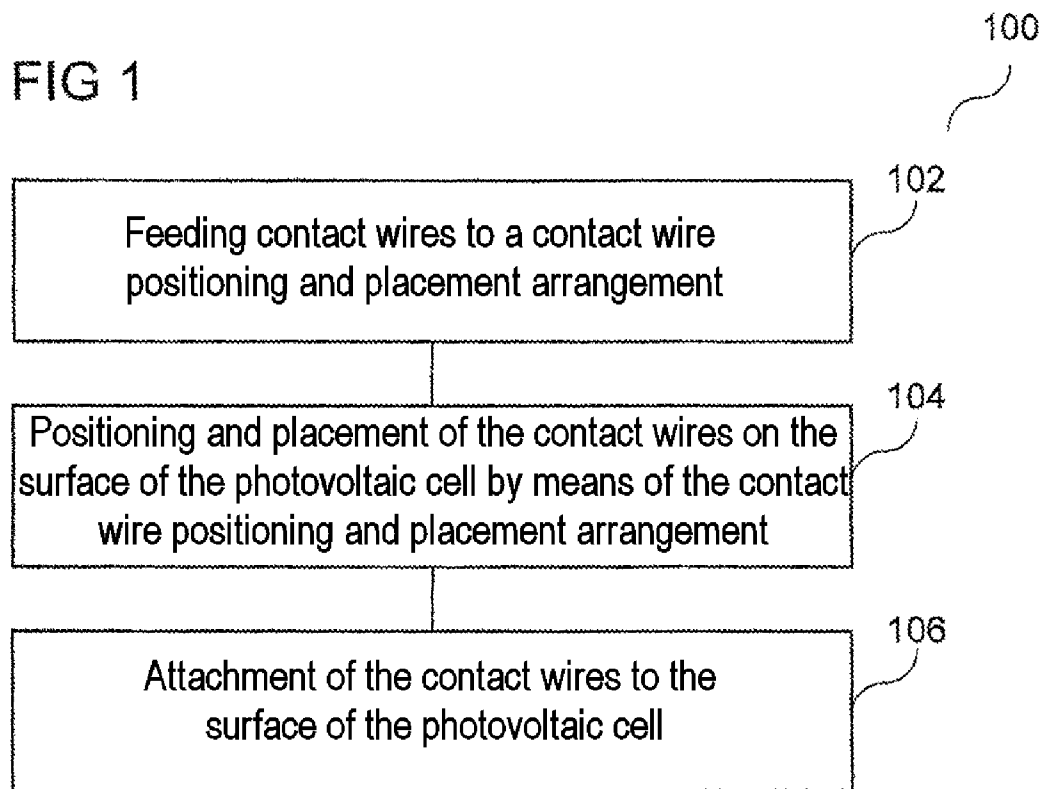 100
FIG 1
102
Feeding contact wires to a contact wire
positioning and placement arrangement
104
Positioning and placement of the contact wires on the
surface of the photovoltaic cell by means of the contact
wire positioning and placement arrangement
106
Attachment of the contact wires to the
surface of the photovoltaic cell